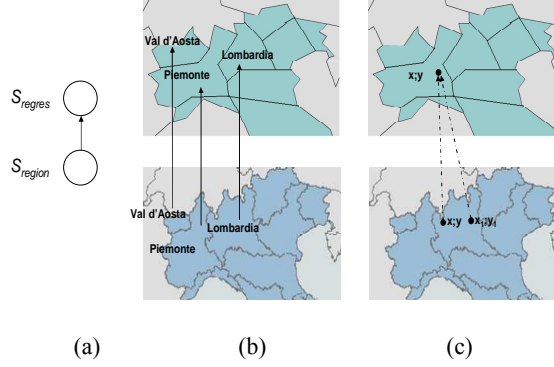 S_regres
S_region
Val d'Aosta
Lombardia
Piemonte
Val d'Aosta
Lombardia
Piemonte
x;y
x;y
x₁;y₁
(a)
(b)
(c)